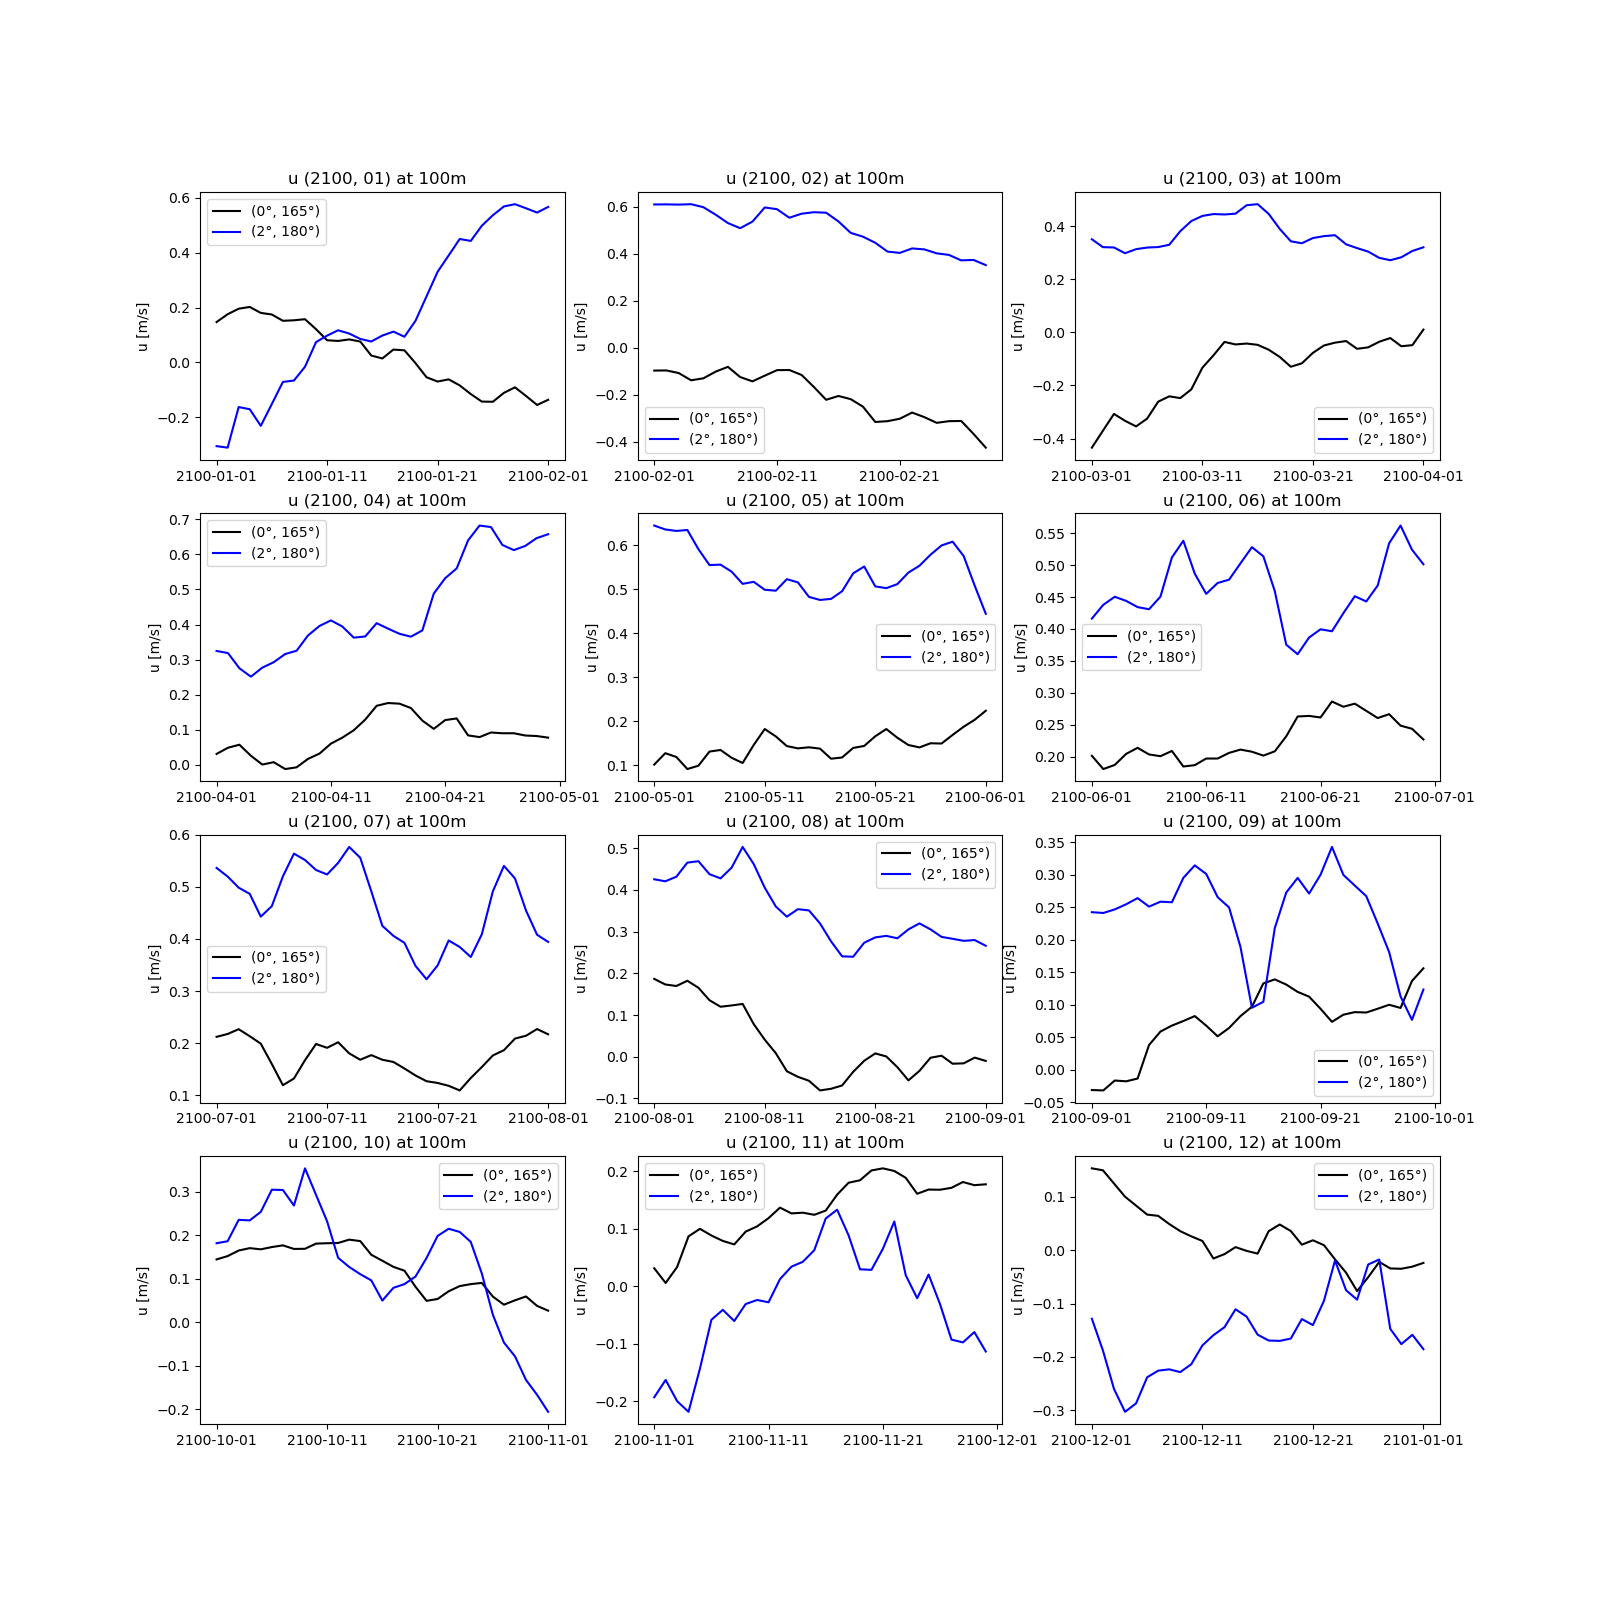 u (2100, 01) at 100m
u [m/s]
0.6
0.4
0.2
0.0
−0.2
(0°, 165°)
(2°, 180°)
2100-01-01 2100-01-11 2100-01-21 2100-02-01
u (2100, 02) at 100m
u [m/s]
0.6
0.4
0.2
0.0
−0.2
−0.4
(0°, 165°)
(2°, 180°)
2100-02-01 2100-02-11 2100-02-21
u (2100, 03) at 100m
u [m/s]
0.4
0.2
0.0
−0.2
−0.4
(0°, 165°)
(2°, 180°)
2100-03-01 2100-03-11 2100-03-21 2100-04-01
u (2100, 04) at 100m
u [m/s]
0.7
0.6
0.5
0.4
0.3
0.2
0.1
0.0
(0°, 165°)
(2°, 180°)
2100-04-01 2100-04-11 2100-04-21 2100-05-01
u (2100, 05) at 100m
u [m/s]
0.6
0.5
0.4
0.3
0.2
0.1
(0°, 165°)
(2°, 180°)
2100-05-01 2100-05-11 2100-05-21 2100-06-01
u (2100, 06) at 100m
u [m/s]
0.55
0.50
0.45
0.40
0.35
0.30
0.25
0.20
(0°, 165°)
(2°, 180°)
2100-06-01 2100-06-11 2100-06-21 2100-07-01
u (2100, 07) at 100m
u [m/s]
0.6
0.5
0.4
0.3
0.2
0.1
(0°, 165°)
(2°, 180°)
2100-07-01 2100-07-11 2100-07-21 2100-08-01
u (2100, 08) at 100m
u [m/s]
0.5
0.4
0.3
0.2
0.1
0.0
−0.1
(0°, 165°)
(2°, 180°)
2100-08-01 2100-08-11 2100-08-21 2100-09-01
u (2100, 09) at 100m
u [m/s]
0.35
0.30
0.25
0.20
0.15
0.10
0.05
0.00
−0.05
(0°, 165°)
(2°, 180°)
2100-09-01 2100-09-11 2100-09-21 2100-10-01
u (2100, 10) at 100m
u [m/s]
0.3
0.2
0.1
0.0
−0.1
−0.2
(0°, 165°)
(2°, 180°)
2100-10-01 2100-10-11 2100-10-21 2100-11-01
u (2100, 11) at 100m
u [m/s]
0.2
0.1
0.0
−0.1
−0.2
(0°, 165°)
(2°, 180°)
2100-11-01 2100-11-11 2100-11-21 2100-12-01
u (2100, 12) at 100m
u [m/s]
0.1
0.0
−0.1
−0.2
−0.3
(0°, 165°)
(2°, 180°)
2100-12-01 2100-12-11 2100-12-21 2101-01-01